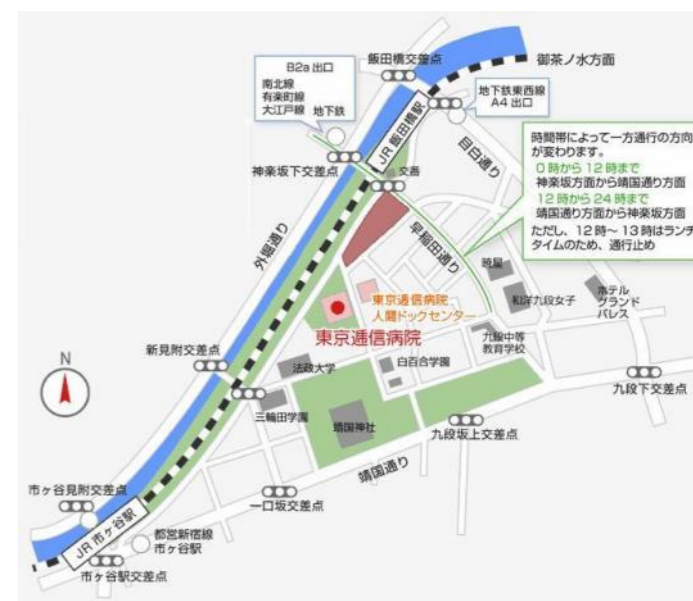 飯田橋交差点
御茶ノ水方面
B2a 出口
南北線
有楽町線
大江戸線 地下鉄
地下鉄東西線
A4 出口
JR 飯田橋駅
目白通り
神楽坂下交差点
交番
時間帯によって一方通行の方向
が変わります。
0時から12時まで
神楽坂方面から靖国通り方面
12時から24時まで
靖国通り方面から神楽坂方面
ただし、12時～13時はランチ
タイムのため、通行止め
外堀通り
早稲田通り
暁星
和洋九段女子
ホテル
グランド
パレス
東京逓信病院
人間ドックセンター
東京逓信病院
九段中等
教育学校
新見附交差点
法政大学
白百合学園
N
三輪田学園
靖国神社
九段下交差点
九段坂上交差点
靖国通り
市ヶ谷見附交差点
一口坂交差点
JR 市ヶ谷駅
都営新宿線
市ヶ谷駅
市ヶ谷駅交差点